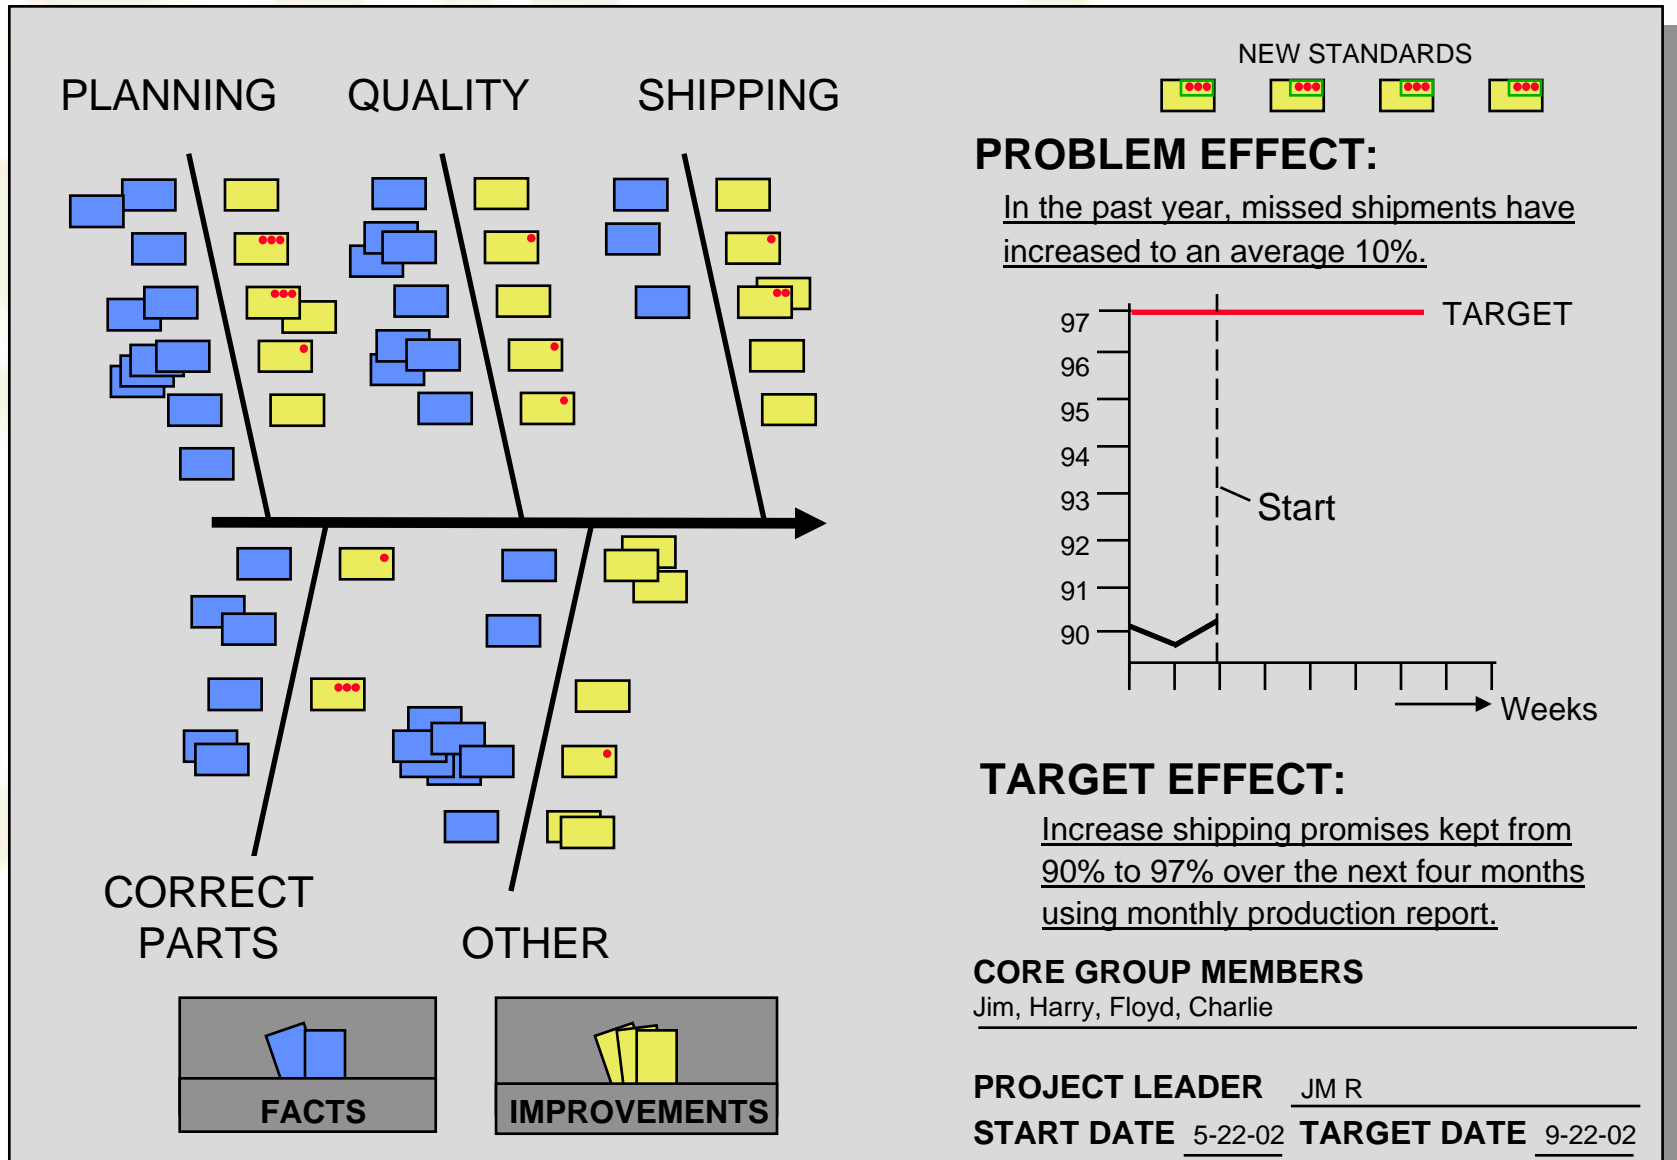 PLANNING
QUALITY
SHIPPING
CORRECT
PARTS
OTHER
FACTS
IMPROVEMENTS
NEW STANDARDS
PROBLEM EFFECT:
In the past year, missed shipments have
increased to an average 10%.
97
96
95
94
93
92
91
90
TARGET
Start
Weeks
TARGET EFFECT:
Increase shipping promises kept from
90% to 97% over the next four months
using monthly production report.
CORE GROUP MEMBERS
Jim, Harry, Floyd, Charlie
PROJECT LEADER JM R
START DATE 5-22-02 TARGET DATE 9-22-02